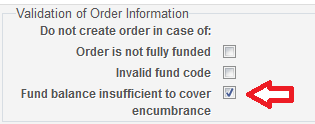 Validation of Order Information
Do not create order in case of:
Order is not fully funded
Invalid fund code
Fund balance insufficient to cover
encumbrance